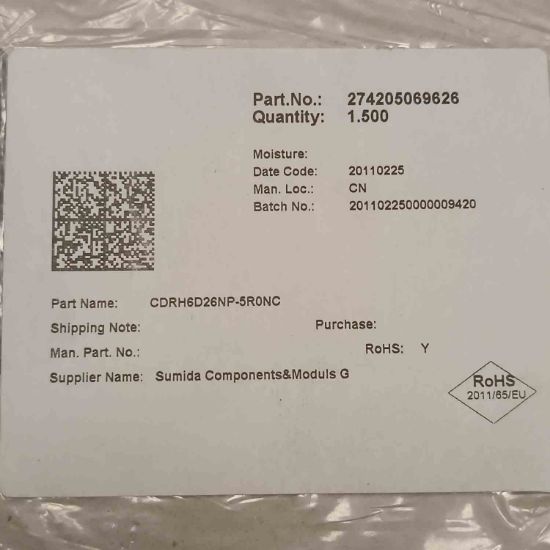 Part.No.: 274205069626
Quantity: 1.500
Moisture:
Date Code: 20110225
Man. Loc.: CN
Batch No.: 201102250000009420
Part Name: CDRH6D26NP-5R0NC
Shipping Note: Purchase:
Man. Part. No.: RoHS: Y
Supplier Name: Sumida Components&Moduls G
RoHS
2011/65/EU